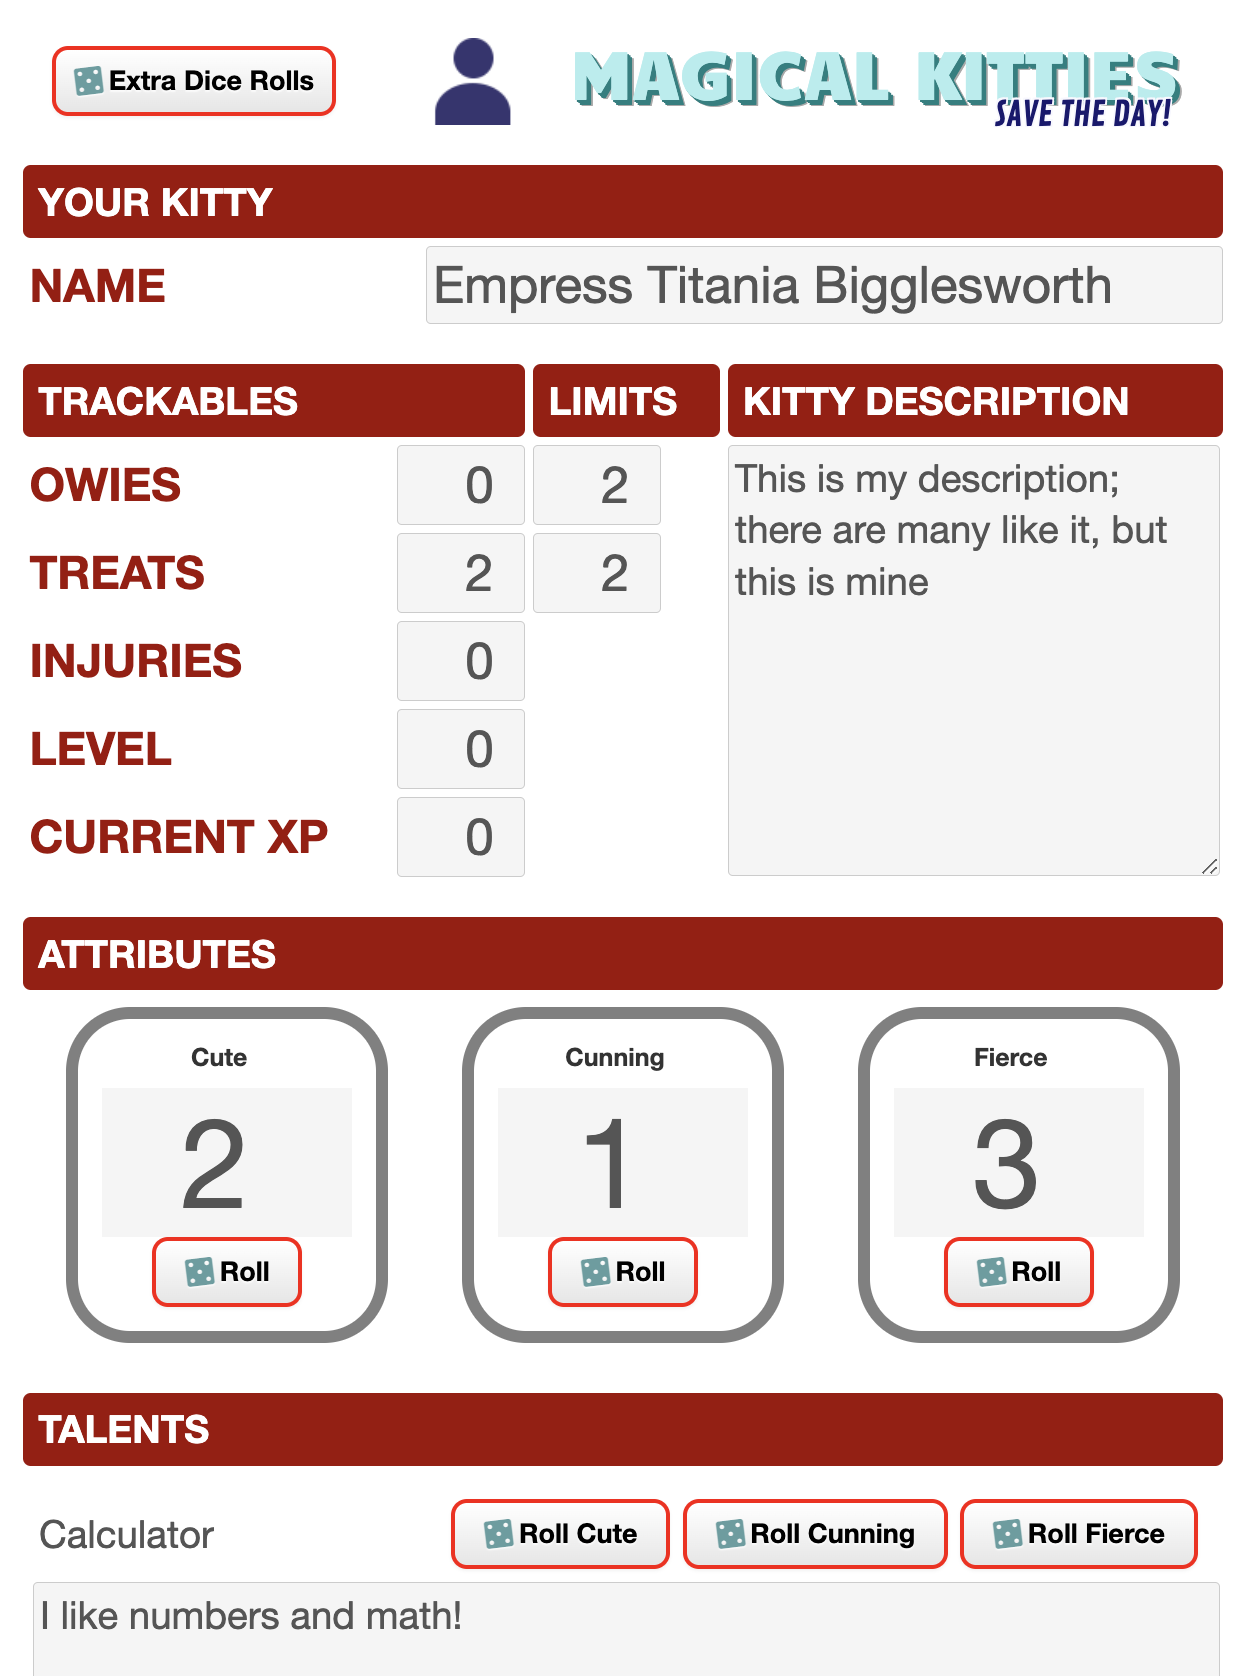 Extra Dice Rolls
MAGICAL KITTIES
SAVE THE DAY!
YOUR KITTY
NAME
Empress Titania Bigglesworth
TRACKABLES
LIMITS
KITTY DESCRIPTION
OWIES 0 2
TREATS 2 2
INJURIES 0
LEVEL 0
CURRENT XP 0
This is my description;
there are many like it, but
this is mine
ATTRIBUTES
Cute
2
Roll
Cunning
1
Roll
Fierce
3
Roll
TALENTS
Calculator
Roll Cute
Roll Cunning
Roll Fierce
I like numbers and math!